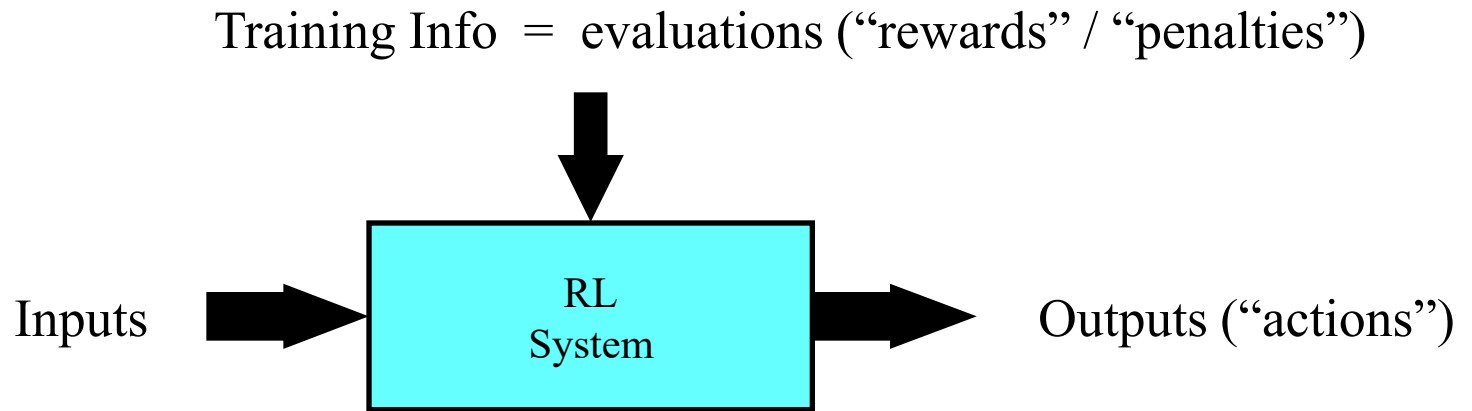 Training Info = evaluations (“rewards” / “penalties”)
RL
System
Inputs
Outputs (“actions”)